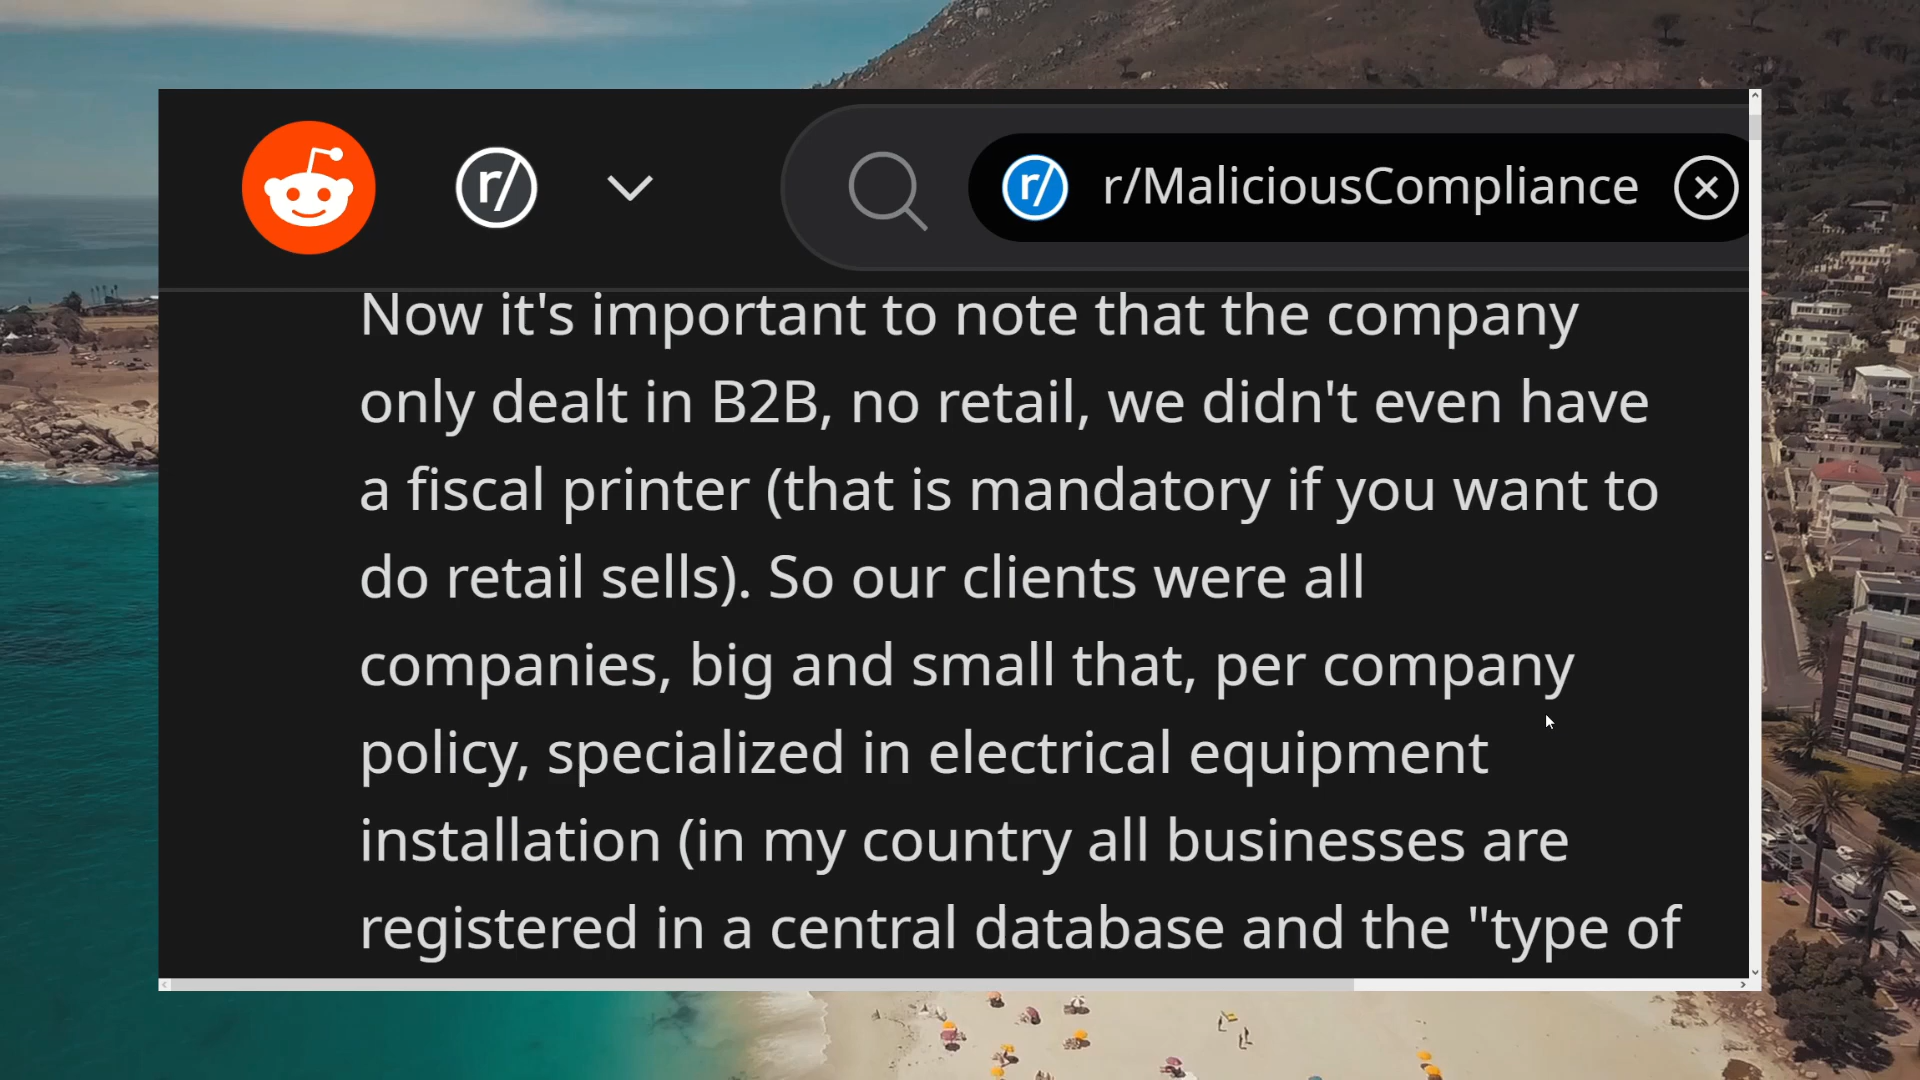 r/
r/ r/MaliciousCompliance
Now it's important to note that the company
only dealt in B2B, no retail, we didn't even have
a fiscal printer (that is mandatory if you want to
do retail sells). So our clients were all
companies, big and small that, per company
policy, specialized in electrical equipment
installation (in my country all businesses are
registered in a central database and the "type of